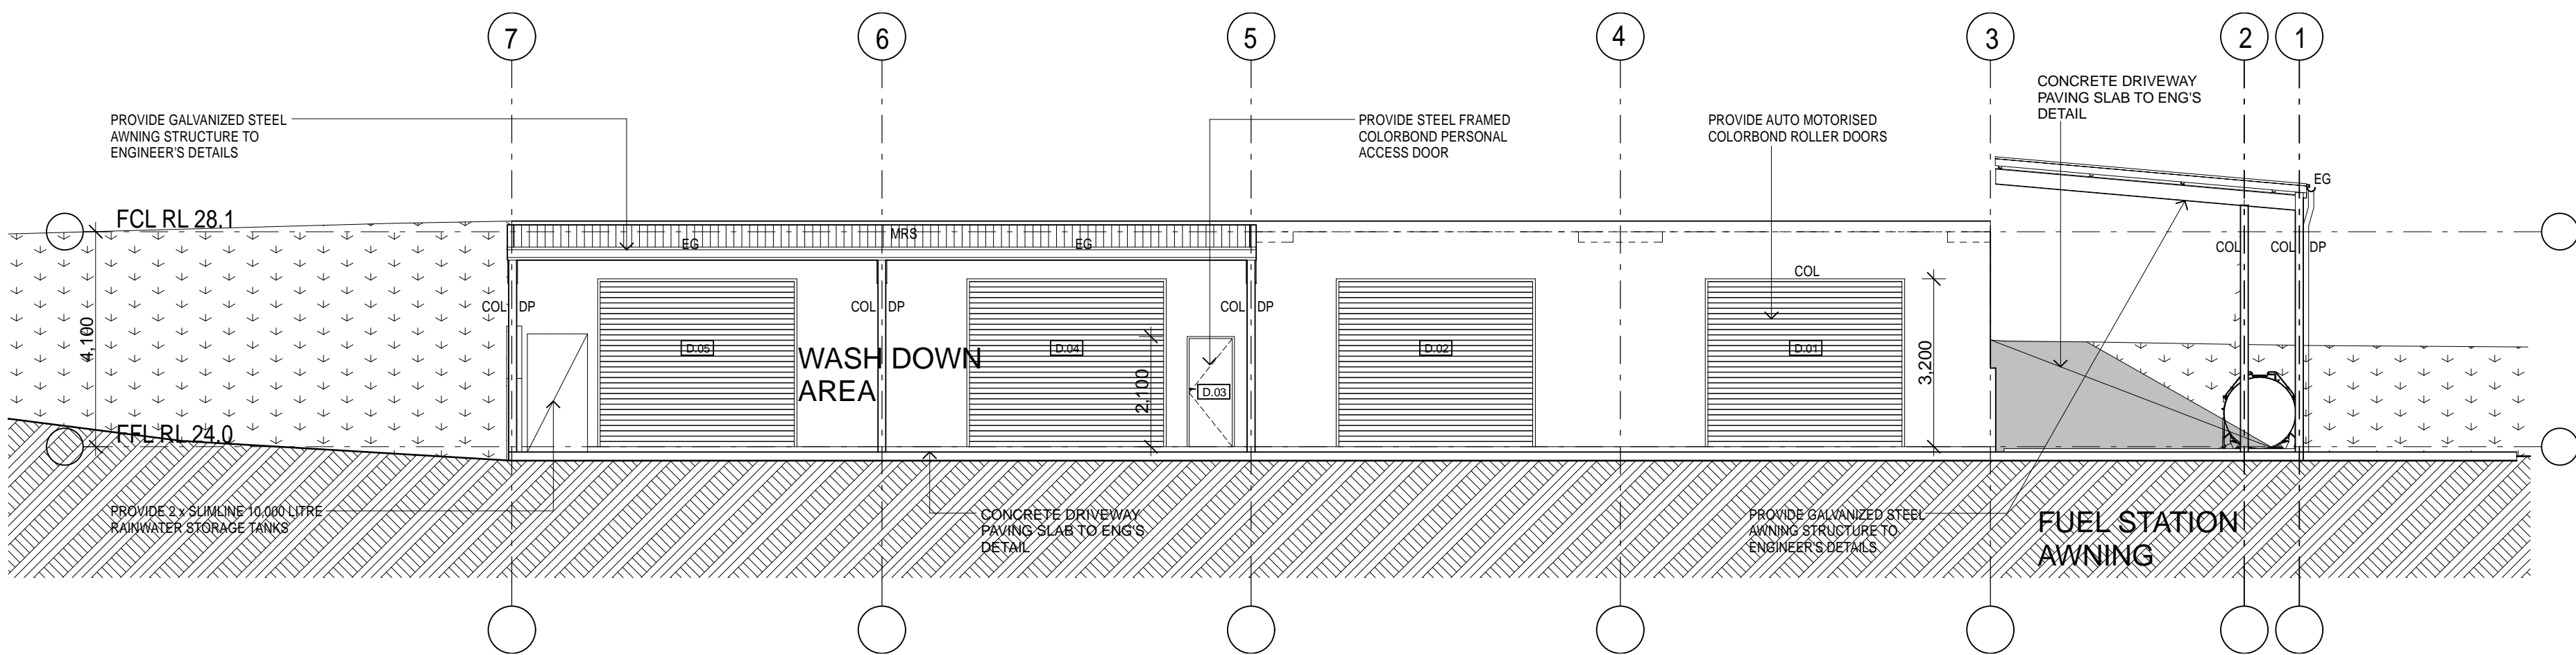 7
6
5
4
3
2
1
CONCRETE DRIVEWAY
PAVING SLAB TO ENG'S
DETAIL
PROVIDE GALVANIZED STEEL
AWNING STRUCTURE TO
ENGINEER'S DETAILS
PROVIDE STEEL FRAMED
COLORBOND PERSONAL
ACCESS DOOR
PROVIDE AUTO MOTORISED
COLORBOND ROLLER DOORS
EG
FCL RL 28.1
MRS
EG
EG
COL
COL
DP
COL
COL
DP
COL
DP
COL
DP
4,100
D.05
WASH DOWN
AREA
D.04
2,100
D.03
D.02
D.01
3,200
FFL RL 24.0
PROVIDE 2 x SLIMLINE 10,000 LITRE
RAINWATER STORAGE TANKS
CONCRETE DRIVEWAY
PAVING SLAB TO ENG'S
DETAIL
PROVIDE GALVANIZED STEEL
AWNING STRUCTURE TO
ENGINEER'S DETAILS
FUEL STATION
AWNING